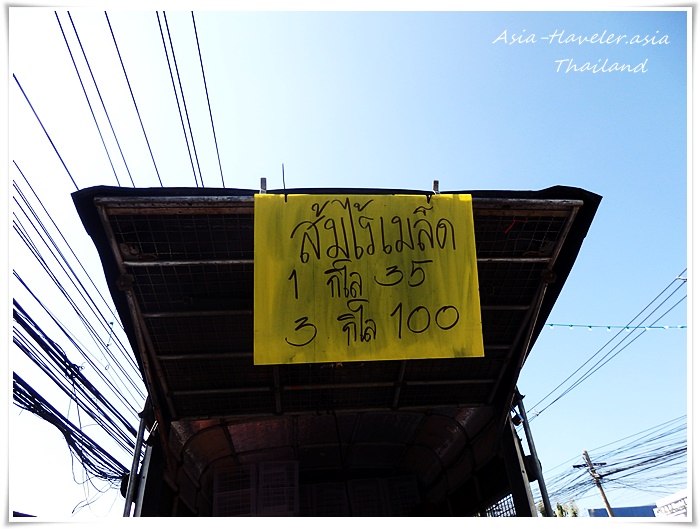 Asia-Haveler.asia
Thailand
ส้มไร้เมล็ด
1 กิโล 35
3 กิโล 100